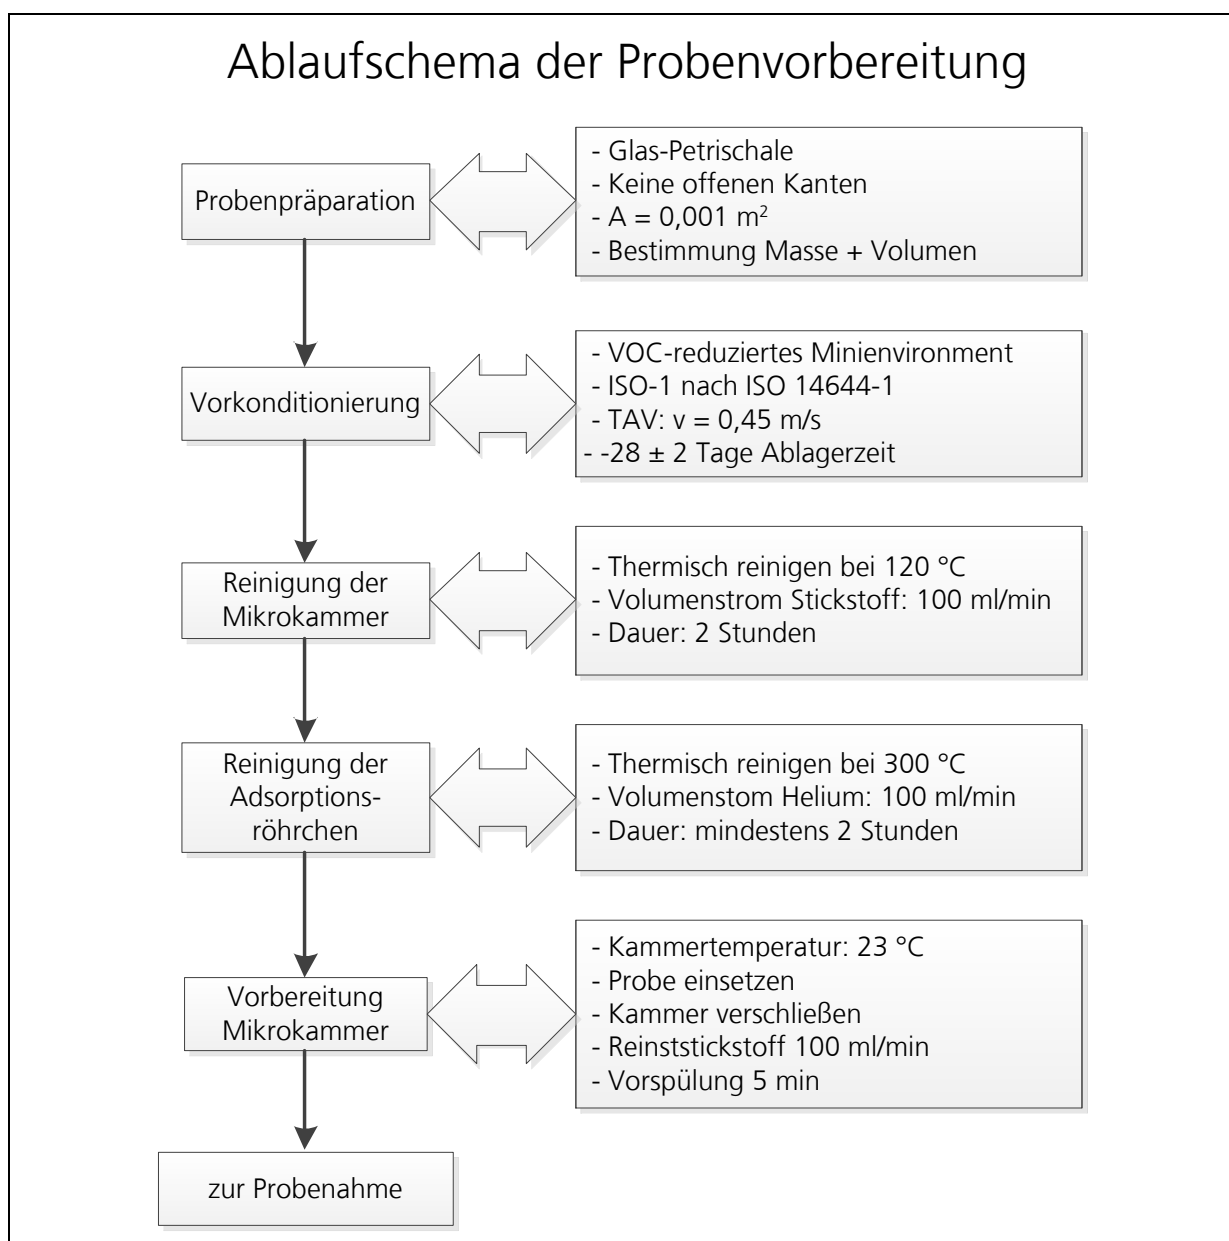 Ablaufschema der Probenvorbereitung
Probenpräparation
- Glas-Petrischale
- Keine offenen Kanten
- A = 0,001 m²
- Bestimmung Masse + Volumen
Vorkonditionierung
- VOC-reduziertes Minienvironment
- ISO-1 nach ISO 14644-1
- TAV: v = 0,45 m/s
- -28 ± 2 Tage Ablagerzeit
Reinigung der
Mikrokammer
- Thermisch reinigen bei 120 °C
- Volumenstrom Stickstoff: 100 ml/min
- Dauer: 2 Stunden
Reinigung der
Adsorptions-
röhrchen
- Thermisch reinigen bei 300 °C
- Volumenstom Helium: 100 ml/min
- Dauer: mindestens 2 Stunden
Vorbereitung
Mikrokammer
- Kammertemperatur: 23 °C
- Probe einsetzen
- Kammer verschließen
- Reinststickstoff 100 ml/min
- Vorspülung 5 min
zur Probenahme